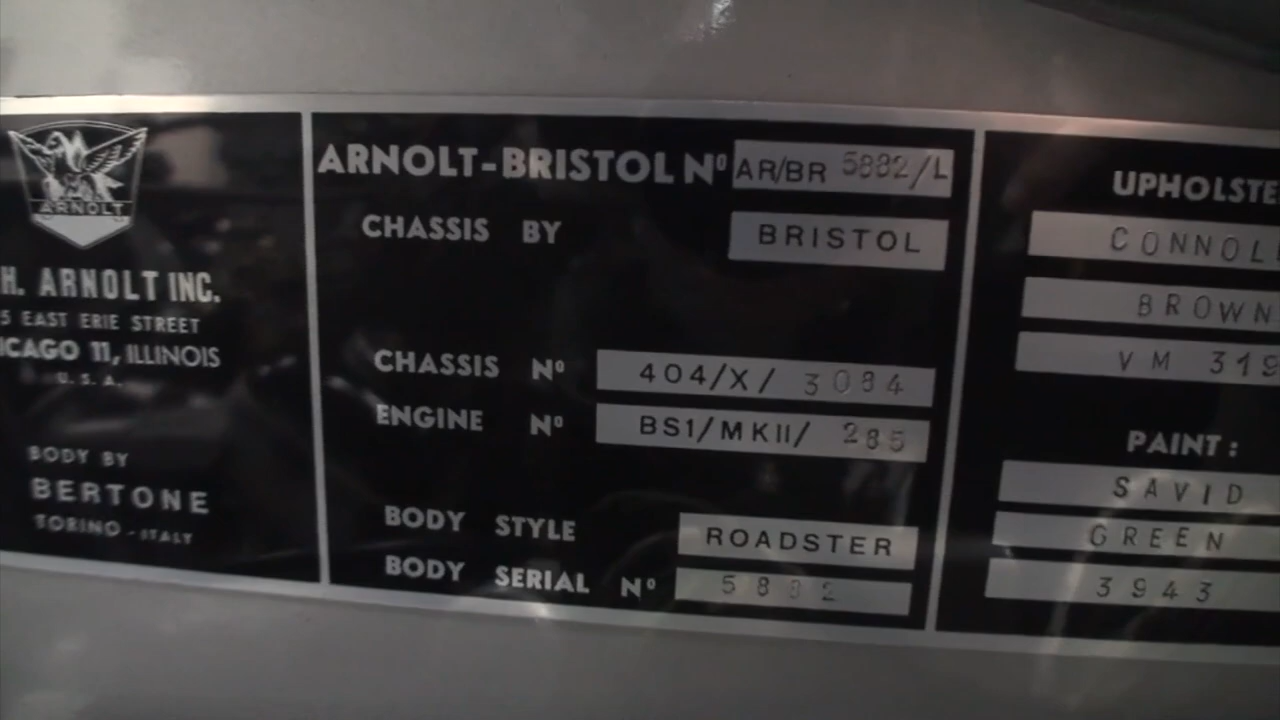 ARNOLT
H. ARNOLT INC.
5 EAST ERIE STREET
ICAGO 11, ILLINOIS
U.S.A.
BODY BY
BERTONE
TORINO - ITALY
ARNOLT-BRISTOL Nº AR/BR 5882/L
CHASSIS BY BRISTOL
CHASSIS Nº 404/X/ 3084
ENGINE Nº BS1/MKII/ 285
BODY STYLE ROADSTER
BODY SERIAL Nº 5882
UPHOLSTE
CONNOL
BROWN
VM 319
PAINT:
SAVID
GREEN
3943